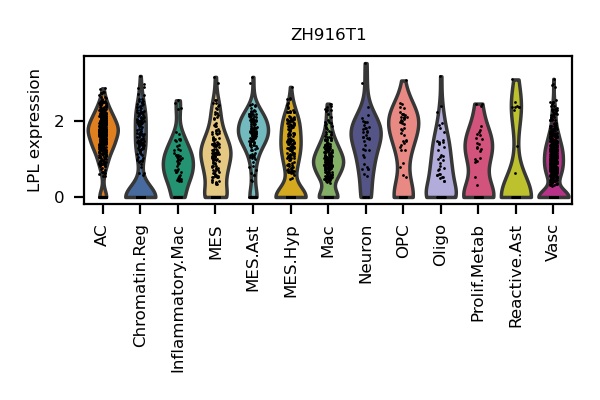 ZH916T1
LPL expression
2
0
AC
Chromatin.Reg
Inflammatory.Mac
MES
MES.Ast
MES.Hyp
Mac
Neuron
OPC
Oligo
Prolif.Metab
Reactive.Ast
Vasc